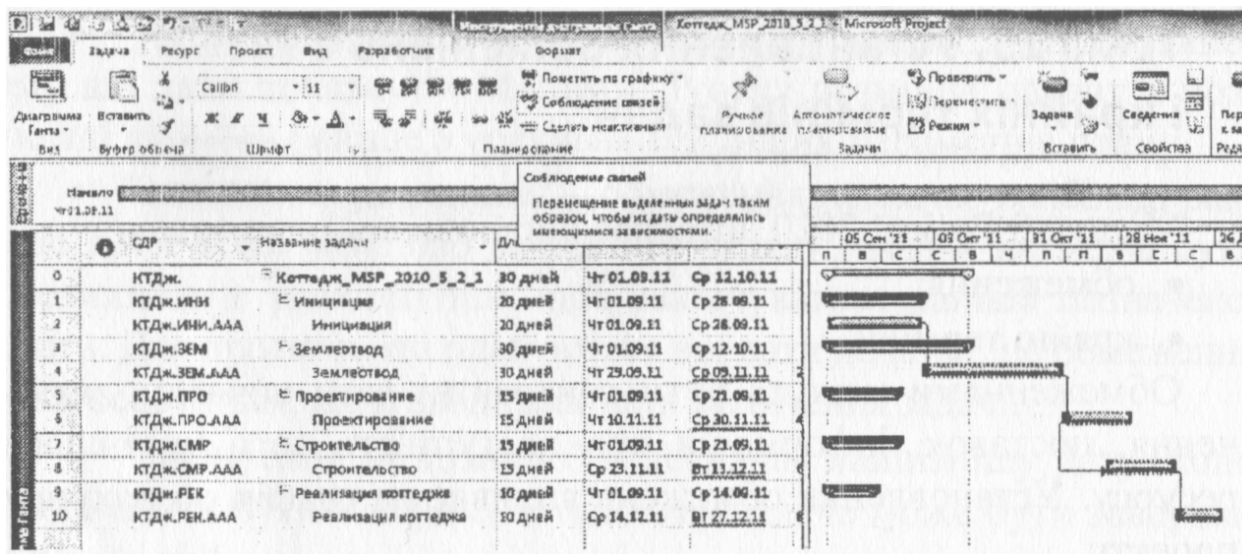 Коттедж_MSP_2010_5_2_1 - Microsoft Project
Файл Задача Ресурс Проект Вид Разработчик Формат
Диаграмма Ганта
Вставить
Calibri 11
Ж К Ч
Пометить по графику
Соблюдение связей
Сделать неактивным
Ручное планирование
Автоматическое планирование
Проверить
Переместить
Режим
Задача
Сведения
Вид Буфер обмена Шрифт Планирование Задачи Вставить Свойства
Начало
Чт 01.09.11
Соблюдение связей
Перемещение выделенных задач таким
образом, чтобы их даты определялись
имеющимися зависимостями.
СДР Название задачи
05 Сен '11 03 Окт '11 31 Окт '11 28 Ноя '11 26 Д
П В С С В Ч П П В С С В
0 КТДж. Коттедж_MSP_2010_5_2_1 30 дней Чт 01.09.11 Ср 12.10.11
КТДж.ИНИ Инициация 20 дней Чт 01.09.11 Ср 28.09.11
2 КТДж.ИНИ.ААА Инициация 20 дней Чт 01.09.11 Ср 28.09.11
КТДж.ЗЕМ Землеотвод 30 дней Чт 01.09.11 Ср 12.10.11
4 КТДж.ЗЕМ.ААА Землеотвод 30 дней Чт 29.09.11 Ср 09.11.11
КТДж.ПРО Проектирование 15 дней Чт 01.09.11 Ср 21.09.11
6 КТДж.ПРО.ААА Проектирование 15 дней Чт 10.11.11 Ср 30.11.11
7 КТДж.СМР Строительство 15 дней Чт 01.09.11 Ср 21.09.11
8 КТДж.СМР.ААА Строительство 15 дней Ср 23.11.11 Вт 13.12.11
9 КТДж.РЕК Реализация коттеджа 10 дней Чт 01.09.11 Ср 14.09.11
10 КТДж.РЕК.ААА Реализация коттеджа 10 дней Ср 14.12.11 Вт 27.12.11